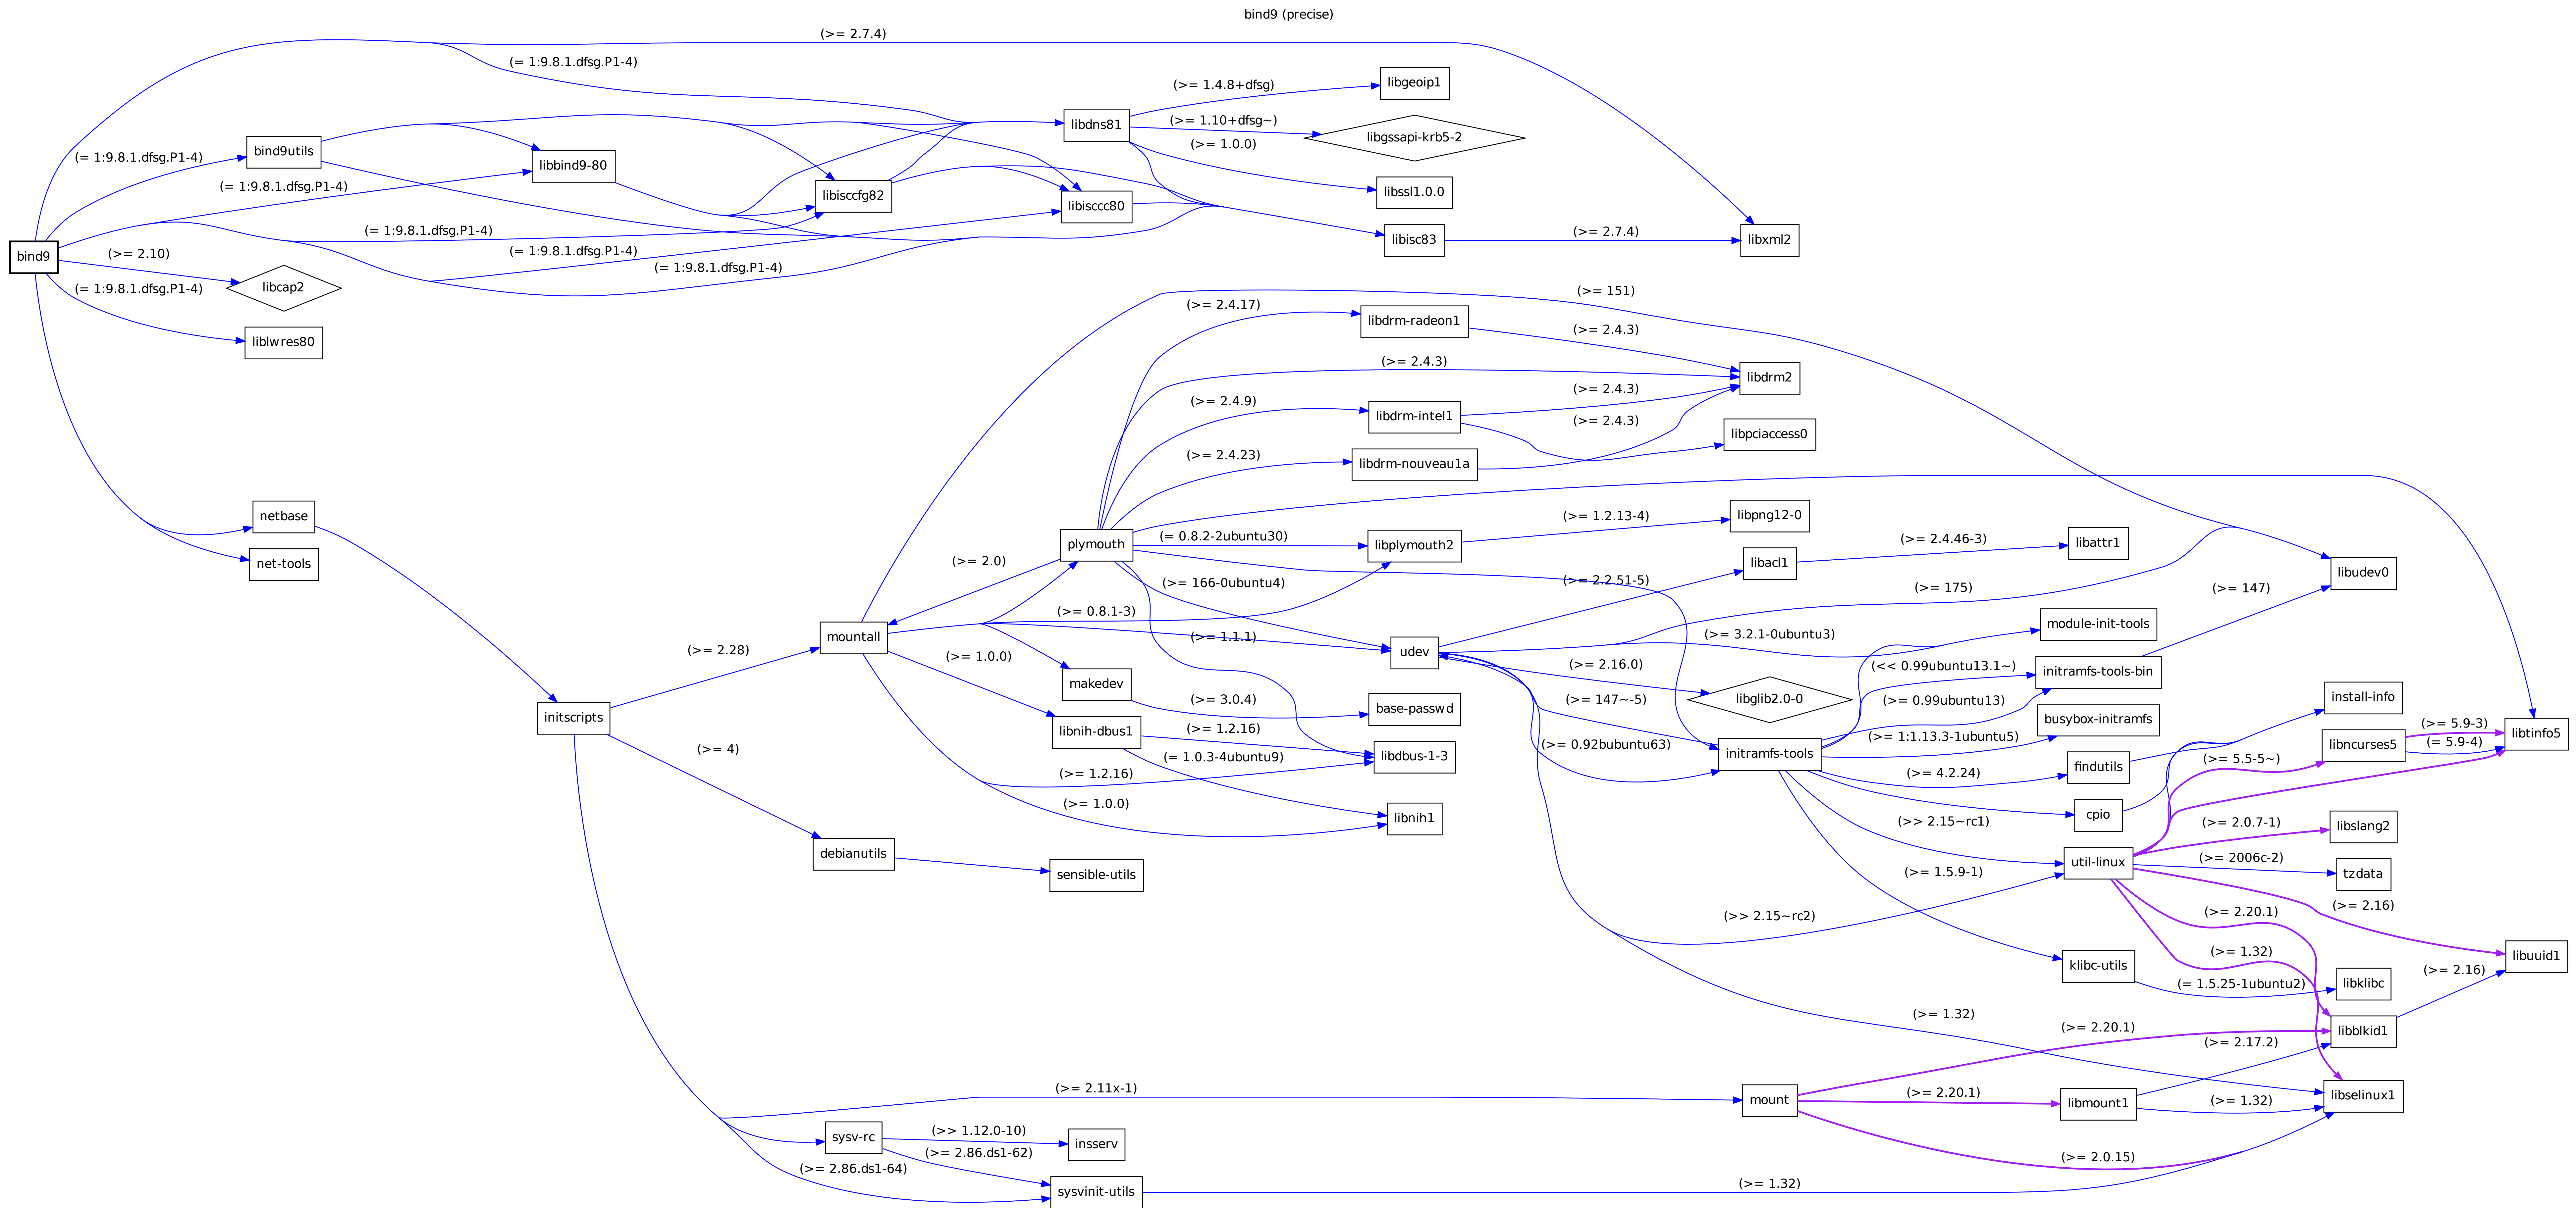 bind9 (precise)
(>= 2.7.4)
(= 1:9.8.1.dfsg.P1-4)
(>= 1.4.8+dfsg)
libgeoip1
libdns81
(>= 1.10+dfsg~)
libgssapi-krb5-2
(>= 1.0.0)
libssl1.0.0
bind9utils
(= 1:9.8.1.dfsg.P1-4)
libbind9-80
(= 1:9.8.1.dfsg.P1-4)
libisccfg82
libisccc80
(= 1:9.8.1.dfsg.P1-4)
(= 1:9.8.1.dfsg.P1-4)
(= 1:9.8.1.dfsg.P1-4)
libisc83
(>= 2.7.4)
libxml2
bind9
(>= 2.10)
libcap2
(= 1:9.8.1.dfsg.P1-4)
liblwres80
(>= 151)
(>= 2.4.17)
libdrm-radeon1
(>= 2.4.3)
(>= 2.4.3)
libdrm2
(>= 2.4.9)
libdrm-intel1
(>= 2.4.3)
(>= 2.4.3)
libpciaccess0
(>= 2.4.23)
libdrm-nouveau1a
netbase
net-tools
plymouth
(= 0.8.2-2ubuntu30)
libplymouth2
(>= 1.2.13-4)
libpng12-0
(>= 2.0)
(>= 166-0ubuntu4)
(>= 2.2.51-5)
libacl1
(>= 2.4.46-3)
libattr1
(>= 175)
(>= 147)
libudev0
(>= 0.8.1-3)
mountall
(>= 1.1.1)
udev
(>= 3.2.1-0ubuntu3)
module-init-tools
(>= 2.28)
(>= 1.0.0)
makedev
(>= 3.0.4)
base-passwd
(>= 2.16.0)
libglib2.0-0
(<< 0.99ubuntu13.1~)
initramfs-tools-bin
(>= 147~-5)
(>= 0.99ubuntu13)
busybox-initramfs
install-info
initscripts
libnih-dbus1
(>= 1.2.16)
libdbus-1-3
(= 1.0.3-4ubuntu9)
(>= 0.92bubuntu63)
initramfs-tools
(>= 1:1.13.3-1ubuntu5)
libncurses5
(>= 5.9-3)
(= 5.9-4)
libtinfo5
(>= 4)
(>= 1.2.16)
(>= 4.2.24)
findutils
(>= 5.5-5~)
(>= 1.0.0)
libnih1
cpio
(>> 2.15~rc1)
(>= 2.0.7-1)
libslang2
debianutils
sensible-utils
util-linux
(>= 2006c-2)
tzdata
(>= 1.5.9-1)
(>= 2.16)
(>> 2.15~rc2)
(>= 2.20.1)
(>= 1.32)
libuuid1
klibc-utils
(= 1.5.25-1ubuntu2)
libklibc
(>= 2.16)
(>= 1.32)
(>= 2.20.1)
libblkid1
(>= 2.17.2)
(>= 2.11x-1)
mount
(>= 2.20.1)
libmount1
(>= 1.32)
libselinux1
sysv-rc
(>> 1.12.0-10)
insserv
(>= 2.86.ds1-62)
(>= 2.86.ds1-64)
(>= 2.0.15)
sysvinit-utils
(>= 1.32)